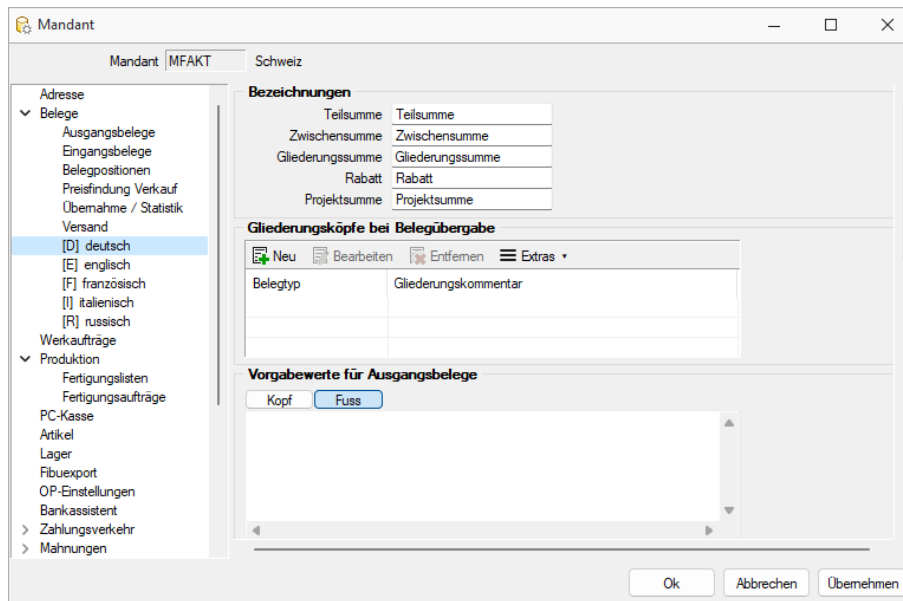 Mandant
Mandant MFAKT Schweiz
Adresse
Belege
Ausgangsbelege
Eingangsbelege
Belegpositionen
Preisfindung Verkauf
Übernahme / Statistik
Versand
[D] deutsch
[E] englisch
[F] französisch
[I] italienisch
[R] russisch
Werkaufträge
Produktion
Fertigungslisten
Fertigungsaufträge
PC-Kasse
Artikel
Lager
Fibuexport
OP-Einstellungen
Bankassistent
Zahlungsverkehr
Mahnungen
Bezeichnungen
Teilsumme Teilsumme
Zwischensumme Zwischensumme
Gliederungssumme Gliederungssumme
Rabatt Rabatt
Projektsumme Projektsumme
Gliederungsköpfe bei Belegübergabe
Neu Bearbeiten Entfernen Extras
Belegtyp Gliederungskommentar
Vorgabewerte für Ausgangsbelege
Kopf Fuss
Ok Abbrechen Übernehmen